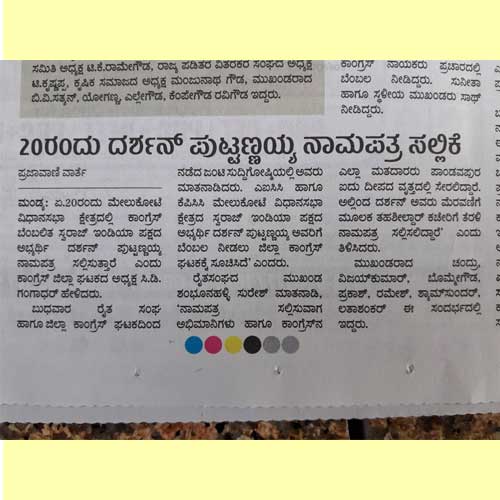 ಸಮಿತಿ ಅಧ್ಯಕ್ಷ ಟಿ.ಕೆ.ರಾಮೇಗೌಡ, ರಾಜ್ಯ ಪಡಿತರ ವಿತರಕರ ಸಂಘದ ಅಧ್ಯಕ್ಷ
ಟಿ.ಕೃಷ್ಣಪ್ಪ, ಕೃಷಿಕ ಸಮಾಜದ ಅಧ್ಯಕ್ಷ ಮಂಜುನಾಥ ಗೌಡ, ಮುಖಂಡರಾದ
ಬಿ.ವಿ.ಸತ್ಯನ್, ಯೋಗಣ್ಣ, ಎಲ್ಲೇಗೌಡ, ಕೆಂಪೇಗೌಡ ರವಿಗೌಡ ಇದ್ದರು.
ಕಾಂಗ್ರೆಸ್ ನಾಯಕರು ಪ್ರಚಾರದಲ್ಲಿ
ಬೆಂಬಲ ನೀಡಿದ್ದರು. ಸುನೀತಾ
ಹಾಗೂ ಸ್ಥಳೀಯ ಮುಖಂಡರು ಸಾಥ್
ನೀಡಿದ್ದರು.
20ರಂದು ದರ್ಶನ್ ಪುಟ್ಟಣ್ಣಯ್ಯ ನಾಮಪತ್ರ ಸಲ್ಲಿಕೆ
ಪ್ರಜಾವಾಣಿ ವಾರ್ತೆ
ಮಂಡ್ಯ: ಏ.20ರಂದು ಮೇಲುಕೋಟೆ
ವಿಧಾನಸಭಾ ಕ್ಷೇತ್ರದಲ್ಲಿ ಕಾಂಗ್ರೆಸ್
ಬೆಂಬಲಿತ ಸ್ವರಾಜ್ ಇಂಡಿಯಾ ಪಕ್ಷದ
ಅಭ್ಯರ್ಥಿ ದರ್ಶನ್ ಪುಟ್ಟಣ್ಣಯ್ಯ
ನಾಮಪತ್ರ ಸಲ್ಲಿಸುತ್ತಾರೆ ಎಂದು
ಕಾಂಗ್ರೆಸ್ ಜಿಲ್ಲಾ ಘಟಕದ ಅಧ್ಯಕ್ಷ ಸಿ.ಡಿ.
ಗಂಗಾಧರ್ ಹೇಳಿದರು.
ಬುಧವಾರ ರೈತ ಸಂಘ
ಹಾಗೂ ಜಿಲ್ಲಾ ಕಾಂಗ್ರೆಸ್ ಘಟಕದಿಂದ
ನಡೆದ ಜಂಟಿ ಸುದ್ದಿಗೋಷ್ಠಿಯಲ್ಲಿ ಅವರು
ಮಾತನಾಡಿದರು. ಎಐಸಿಸಿ ಹಾಗೂ
ಕೆಪಿಸಿಸಿ ಮೇಲುಕೋಟೆ ವಿಧಾನಸಭಾ
ಕ್ಷೇತ್ರದ ಸ್ವರಾಜ್ ಇಂಡಿಯಾ ಪಕ್ಷದ
ಅಭ್ಯರ್ಥಿ ದರ್ಶನ್ ಪುಟ್ಟಣ್ಣಯ್ಯ ಅವರಿಗೆ
ಬೆಂಬಲ ನೀಡಲು ಜಿಲ್ಲಾ ಕಾಂಗ್ರೆಸ್
ಘಟಕಕ್ಕೆ ಸೂಚಿಸಿದೆ' ಎಂದರು.
ರೈತಸಂಘದ ಮುಖಂಡ
ಶಂಭೂನಹಳ್ಳಿ ಸುರೇಶ್ ಮಾತನಾಡಿ,
'ನಾಮಪತ್ರ ಸಲ್ಲಿಸುವಾಗ
ಅಭಿಮಾನಿಗಳು ಹಾಗೂ ಕಾಂಗ್ರೆಸ್‌ನ
ಎಲ್ಲಾ ಮತದಾರರು ಪಾಂಡವಪುರ
ಐದು ದೀಪದ ವೃತ್ತದಲ್ಲಿ ಸೇರಲಿದ್ದಾರೆ.
ಅಲ್ಲಿಂದ ದರ್ಶನ್ ಅವರು ಮೆರವಣಿಗೆ
ಮೂಲಕ ತಹಶೀಲ್ದಾರ್ ಕಚೇರಿಗೆ ತೆರಳಿ
ನಾಮಪತ್ರ ಸಲ್ಲಿಸಲಿದ್ದಾರೆ' ಎಂದು
ತಿಳಿಸಿದರು.
ಮುಖಂಡರಾದ ಚಂದ್ರು,
ವಿಜಯ್‌ಕುಮಾರ್, ಬೊಮ್ಮೇಗೌಡ,
ಪ್ರಕಾಶ್, ರಮೇಶ್, ಶ್ಯಾಮ್‌ಸುಂದರ್,
ಲತಾಶಂಕರ್ ಈ ಸಂದರ್ಭದಲ್ಲಿ
ಇದ್ದರು.